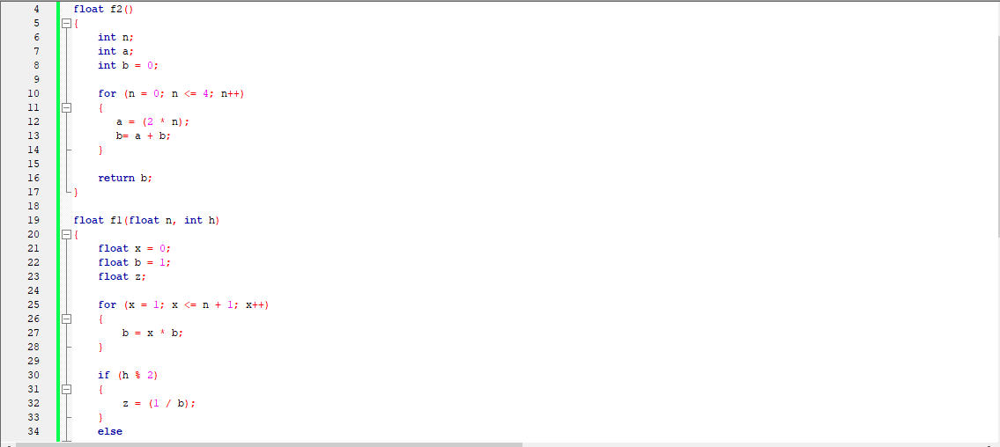 4 float f2()
5 {
6 int n;
7 int a;
8 int b = 0;
9
10 for (n = 0; n <= 4; n++)
11 {
12 a = (2 * n);
13 b= a + b;
14 }
15
16 return b;
17 }
18
19 float f1(float n, int h)
20 {
21 float x = 0;
22 float b = 1;
23 float z;
24
25 for (x = 1; x <= n + 1; x++)
26 {
27 b = x * b;
28 }
29
30 if (h % 2)
31 {
32 z = (1 / b);
33 }
34 else